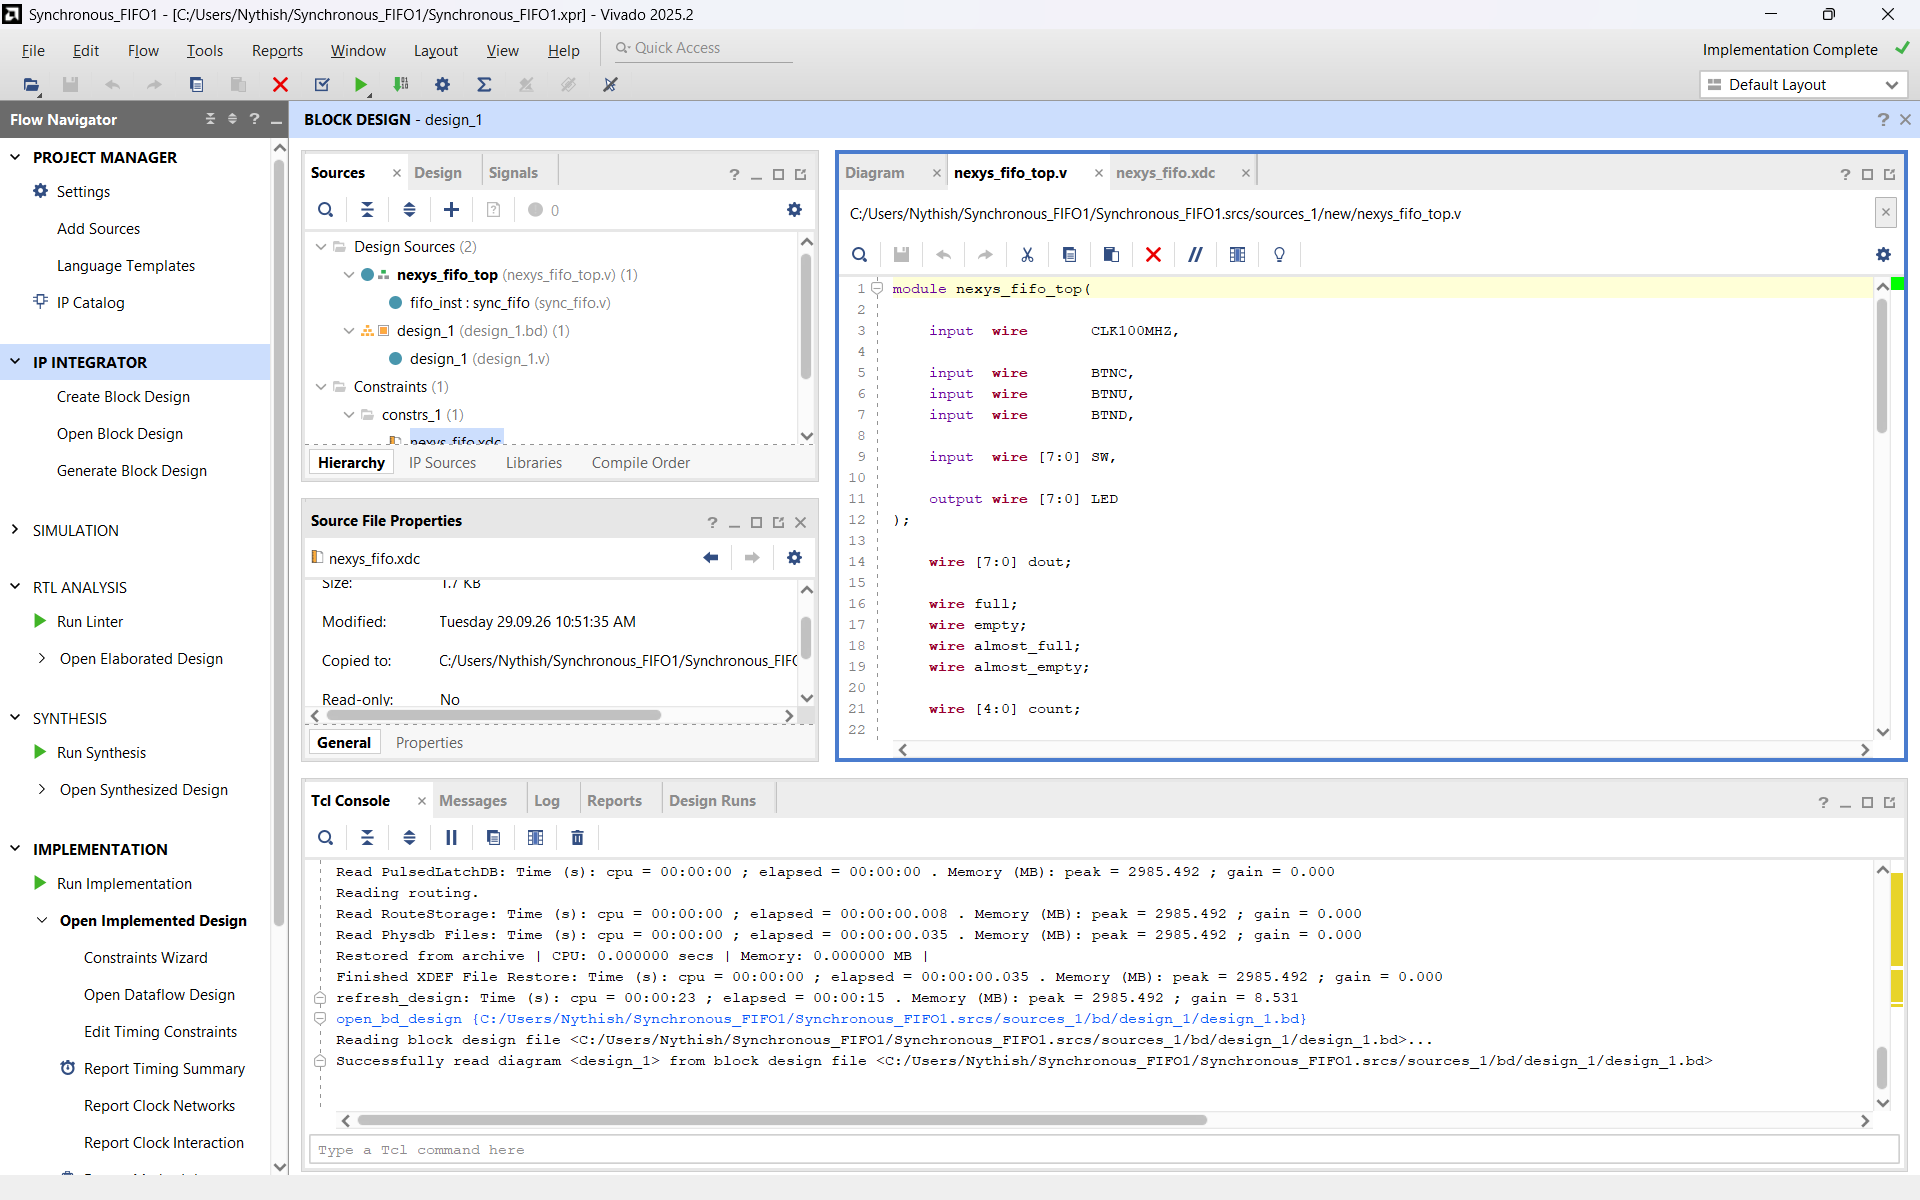 Synchronous_FIFO1 - [C:/Users/Nythish/Synchronous_FIFO1/Synchronous_FIFO1.xpr] - Vivado 2025.2
File Edit Flow Tools Reports Window Layout View Help Quick Access
Implementation Complete
Default Layout
Flow Navigator
PROJECT MANAGER
Settings
Add Sources
Language Templates
IP Catalog
IP INTEGRATOR
Create Block Design
Open Block Design
Generate Block Design
SIMULATION
RTL ANALYSIS
Run Linter
Open Elaborated Design
SYNTHESIS
Run Synthesis
Open Synthesized Design
IMPLEMENTATION
Run Implementation
Open Implemented Design
Constraints Wizard
Open Dataflow Design
Edit Timing Constraints
Report Timing Summary
Report Clock Networks
Report Clock Interaction
BLOCK DESIGN - design_1
Sources Design Signals
0
Design Sources (2)
nexys_fifo_top (nexys_fifo_top.v) (1)
fifo_inst : sync_fifo (sync_fifo.v)
design_1 (design_1.bd) (1)
design_1 (design_1.v)
Constraints (1)
constrs_1 (1)
nexys_fifo.xdc
Hierarchy IP Sources Libraries Compile Order
Source File Properties
nexys_fifo.xdc
Size: 1.7 KB
Modified: Tuesday 29.09.26 10:51:35 AM
Copied to: C:/Users/Nythish/Synchronous_FIFO1/Synchronous_FIFO
Read-only: No
General Properties
Diagram nexys_fifo_top.v nexys_fifo.xdc
C:/Users/Nythish/Synchronous_FIFO1/Synchronous_FIFO1.srcs/sources_1/new/nexys_fifo_top.v
1 module nexys_fifo_top(
2
3 input wire CLK100MHZ,
4
5 input wire BTNC,
6 input wire BTNU,
7 input wire BTND,
8
9 input wire [7:0] SW,
10
11 output wire [7:0] LED
12 );
13
14 wire [7:0] dout;
15
16 wire full;
17 wire empty;
18 wire almost_full;
19 wire almost_empty;
20
21 wire [4:0] count;
22
Tcl Console Messages Log Reports Design Runs
Read PulsedLatchDB: Time (s): cpu = 00:00:00 ; elapsed = 00:00:00 . Memory (MB): peak = 2985.492 ; gain = 0.000
Reading routing.
Read RouteStorage: Time (s): cpu = 00:00:00 ; elapsed = 00:00:00.008 . Memory (MB): peak = 2985.492 ; gain = 0.000
Read Physdb Files: Time (s): cpu = 00:00:00 ; elapsed = 00:00:00.035 . Memory (MB): peak = 2985.492 ; gain = 0.000
Restored from archive | CPU: 0.000000 secs | Memory: 0.000000 MB |
Finished XDEF File Restore: Time (s): cpu = 00:00:00 ; elapsed = 00:00:00.035 . Memory (MB): peak = 2985.492 ; gain = 0.000
refresh_design: Time (s): cpu = 00:00:23 ; elapsed = 00:00:15 . Memory (MB): peak = 2985.492 ; gain = 8.531
open_bd_design {C:/Users/Nythish/Synchronous_FIFO1/Synchronous_FIFO1.srcs/sources_1/bd/design_1/design_1.bd}
Reading block design file <C:/Users/Nythish/Synchronous_FIFO1/Synchronous_FIFO1.srcs/sources_1/bd/design_1/design_1.bd>...
Successfully read diagram <design_1> from block design file <C:/Users/Nythish/Synchronous_FIFO1/Synchronous_FIFO1.srcs/sources_1/bd/design_1/design_1.bd>
Type a Tcl command here